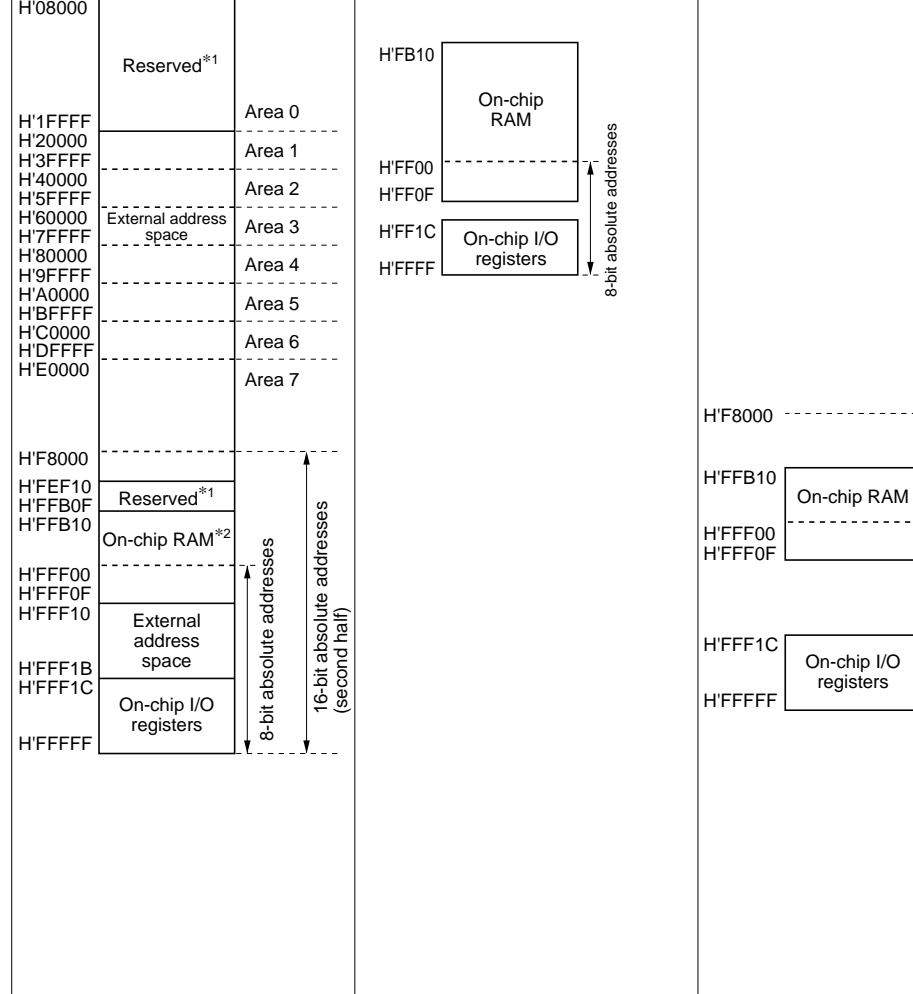 H'08000
Reserved*1
H'1FFFF
Area 0
H'20000
H'3FFFF
Area 1
H'40000
H'5FFFF
Area 2
H'60000
H'7FFFF
External address
space
Area 3
H'80000
H'9FFFF
Area 4
H'A0000
H'BFFFF
Area 5
H'C0000
H'DFFFF
Area 6
H'E0000
Area 7
H'F8000
H'FEF10
H'FFB0F
Reserved*1
H'FFB10
On-chip RAM*2
H'FFF00
H'FFF0F
H'FFF10
External
address
space
H'FFF1B
H'FFF1C
On-chip I/O
registers
H'FFFFF
8-bit absolute addresses
16-bit absolute addresses
(second half)
H'FB10
On-chip
RAM
H'FF00
H'FF0F
H'FF1C
On-chip I/O
registers
H'FFFF
8-bit absolute addresses
H'F8000
H'FFB10
On-chip RAM
H'FFF00
H'FFF0F
H'FFF1C
On-chip I/O
registers
H'FFFFF